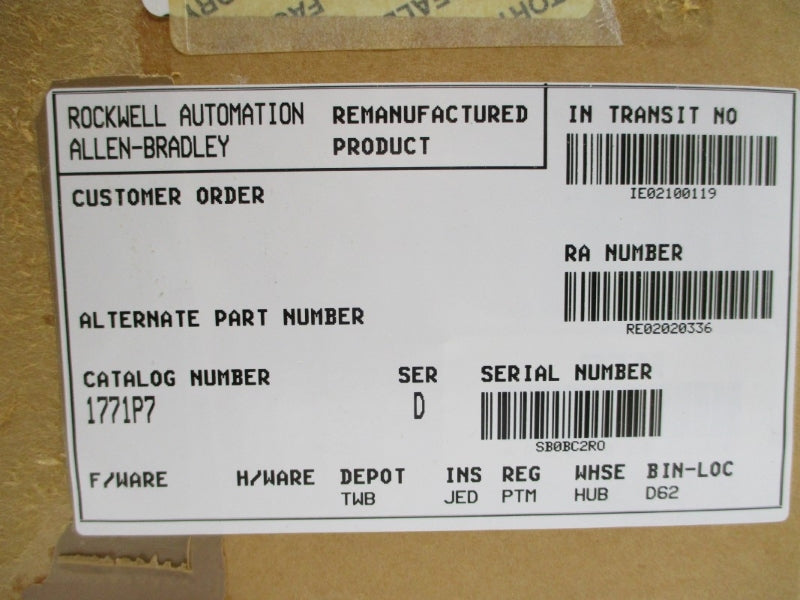 FACTORY
ROCKWELL AUTOMATION
ALLEN-BRADLEY
REMANUFACTURED
PRODUCT
IN TRANSIT NO
IE02100119
CUSTOMER ORDER
RA NUMBER
RE02020336
ALTERNATE PART NUMBER
CATALOG NUMBER SER SERIAL NUMBER
1771P7 D
SB0BC2R0
F/WARE H/WARE DEPOT INS REG WHSE BIN-LOC
TWB JED PTM HUB D62